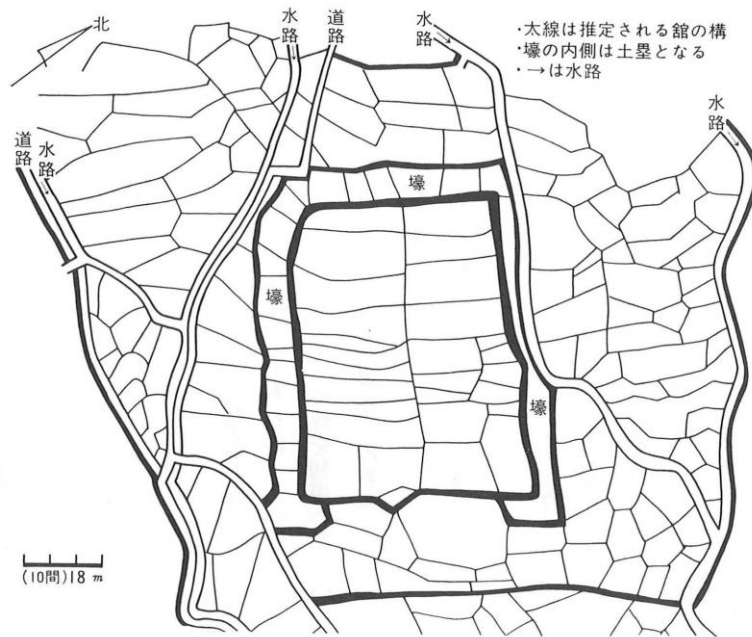 北
水路
道路
水路
・太線は推定される舘の構
・壕の内側は土塁となる
・→は水路
水路
道路
水路
壕
壕
壕
(10間)18 m